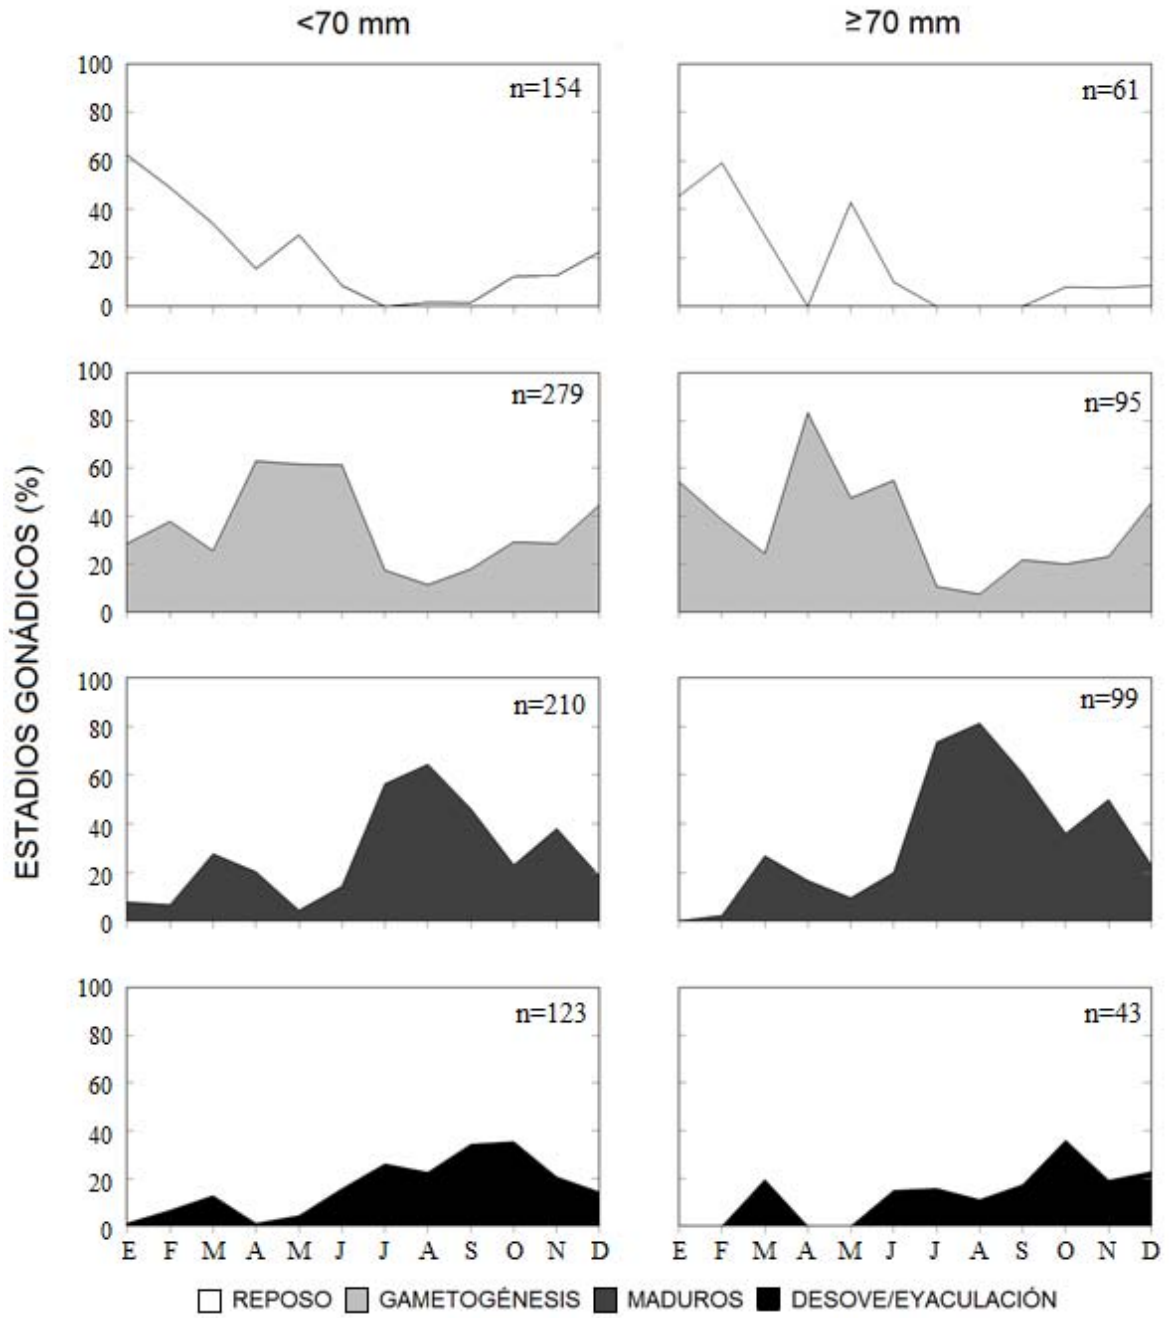 <70 mm ≥70 mm
100 n=154 n=61
80
60
40
20
0
100 n=279 n=95
80
60
40
20
0
100 n=210 n=99
80
60
40
20
0
100 n=123 n=43
80
60
40
20
0
ESTADIOS GONÁDICOS (%)
E F M A M J J A S O N D E F M A M J J A S O N D
REPOSO GAMETOGÉNESIS MADUROS DESOVE/EYACULACIÓN